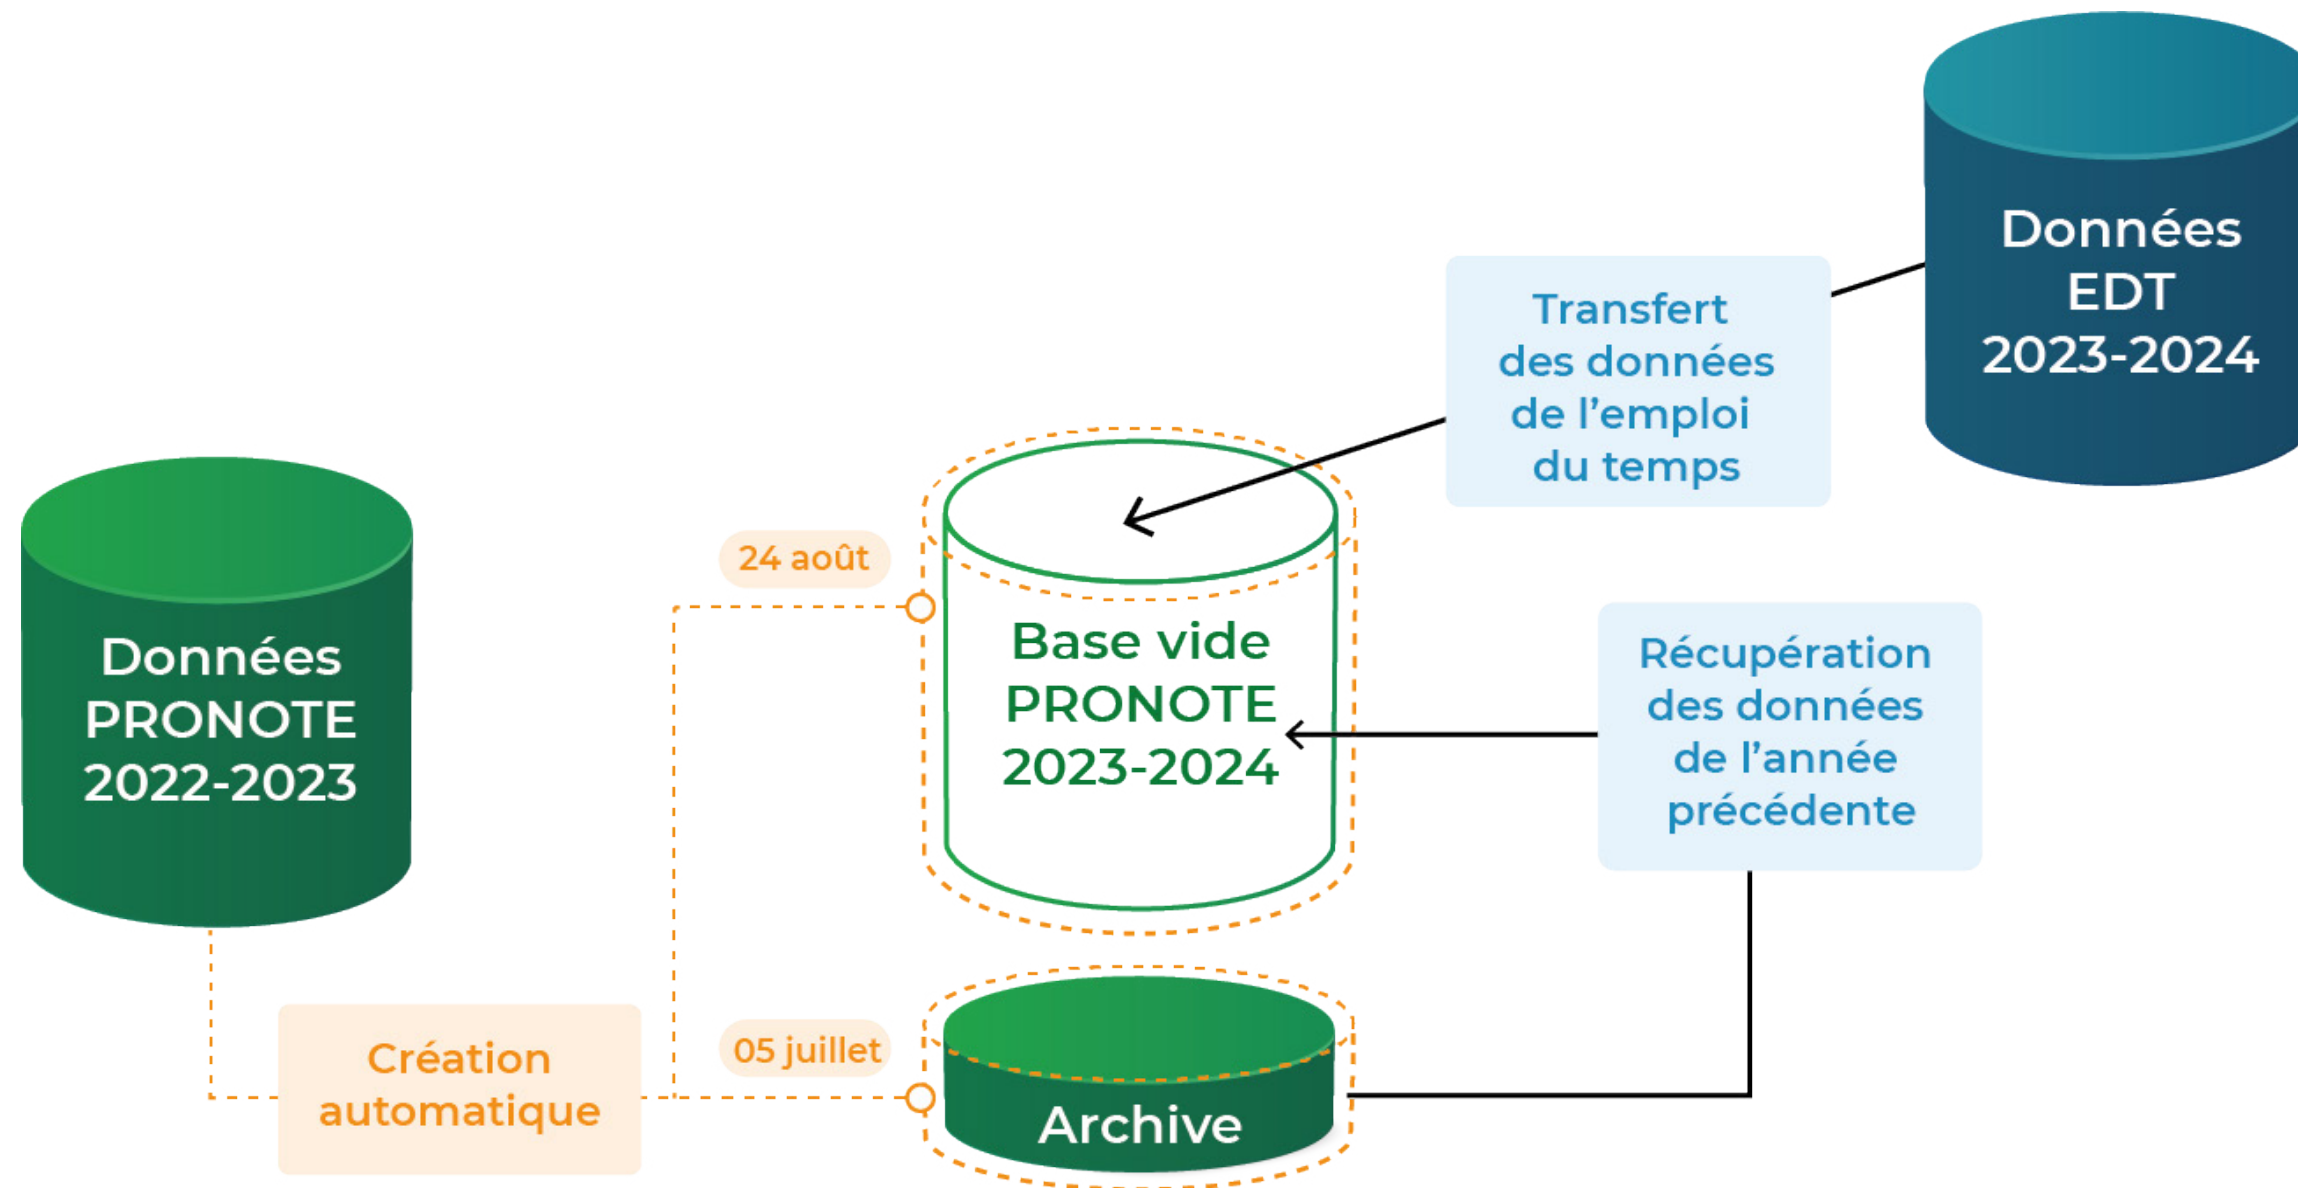 Données
EDT
2023-2024
Transfert
des données
de l’emploi
du temps
24 août
Données
PRONOTE
2022-2023
Base vide
PRONOTE
2023-2024
Récupération
des données
de l’année
précédente
Création
automatique
05 juillet
Archive